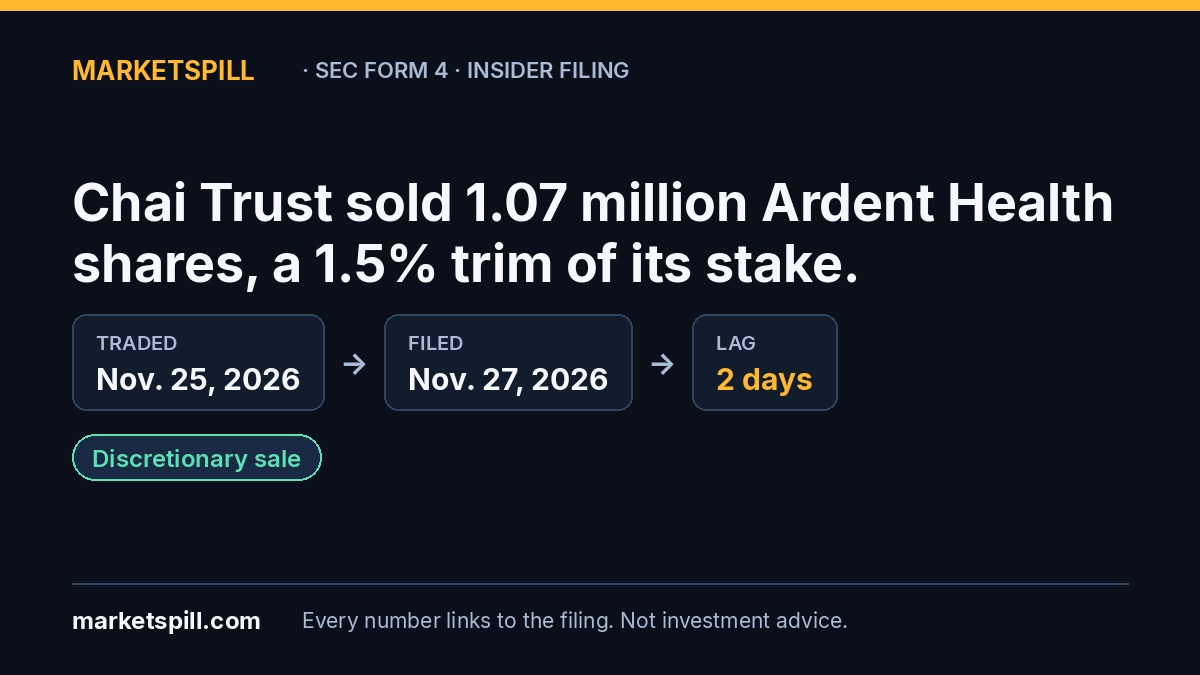 MARKETSPILL · SEC FORM 4 · INSIDER FILING
Chai Trust sold 1.07 million Ardent Health
shares, a 1.5% trim of its stake.
TRADED
Nov. 25, 2026
→
FILED
Nov. 27, 2026
→
LAG
2 days
Discretionary sale
marketspill.com Every number links to the filing. Not investment advice.